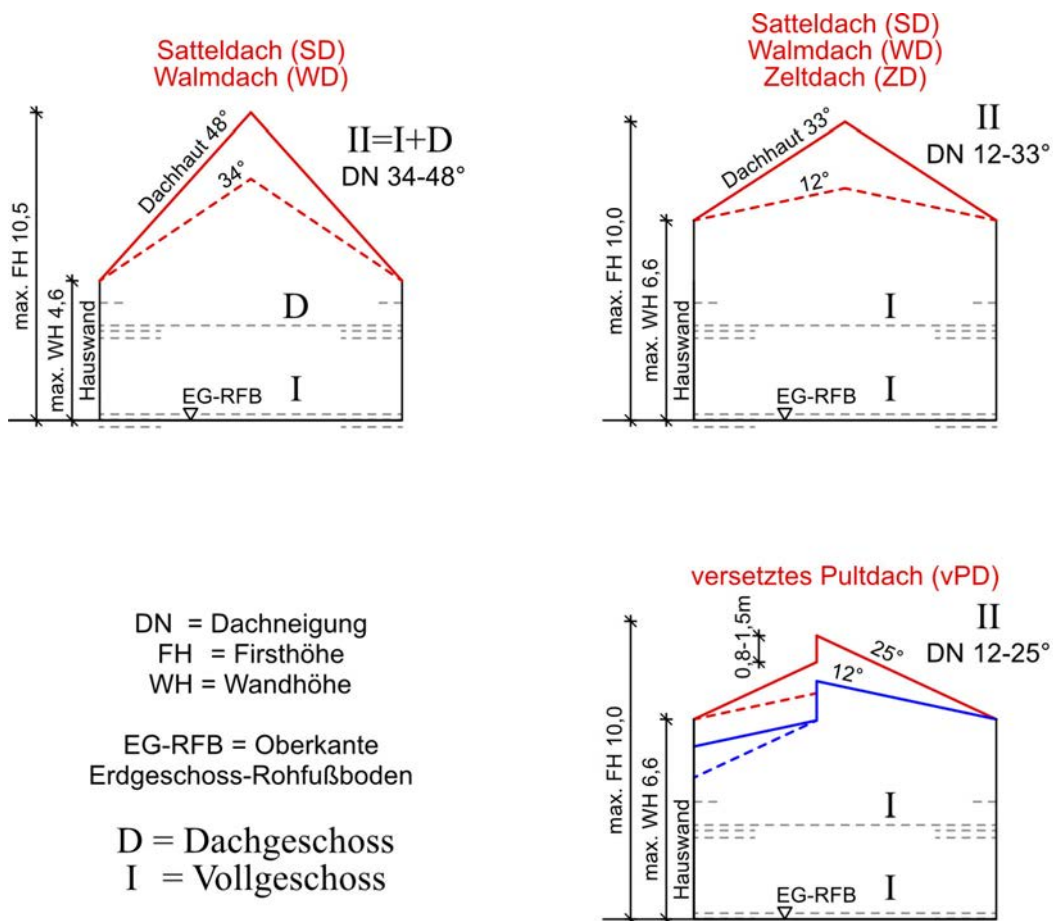 Satteldach (SD)
Walmdach (WD)
Dachhaut 48°
34°
II=I+D
DN 34-48°
max. FH 10,5
max. WH 4,6
Hauswand
D
I
EG-RFB
Satteldach (SD)
Walmdach (WD)
Zeltdach (ZD)
Dachhaut 33°
12°
II
DN 12-33°
max. FH 10,0
max. WH 6,6
Hauswand
I
I
EG-RFB
DN = Dachneigung
FH = Firsthöhe
WH = Wandhöhe
EG-RFB = Oberkante
Erdgeschoss-Rohfußboden
D = Dachgeschoss
I = Vollgeschoss
versetztes Pultdach (vPD)
II
DN 12-25°
0,8-1,5m
25°
12°
max. FH 10,0
max. WH 6,6
Hauswand
I
I
EG-RFB